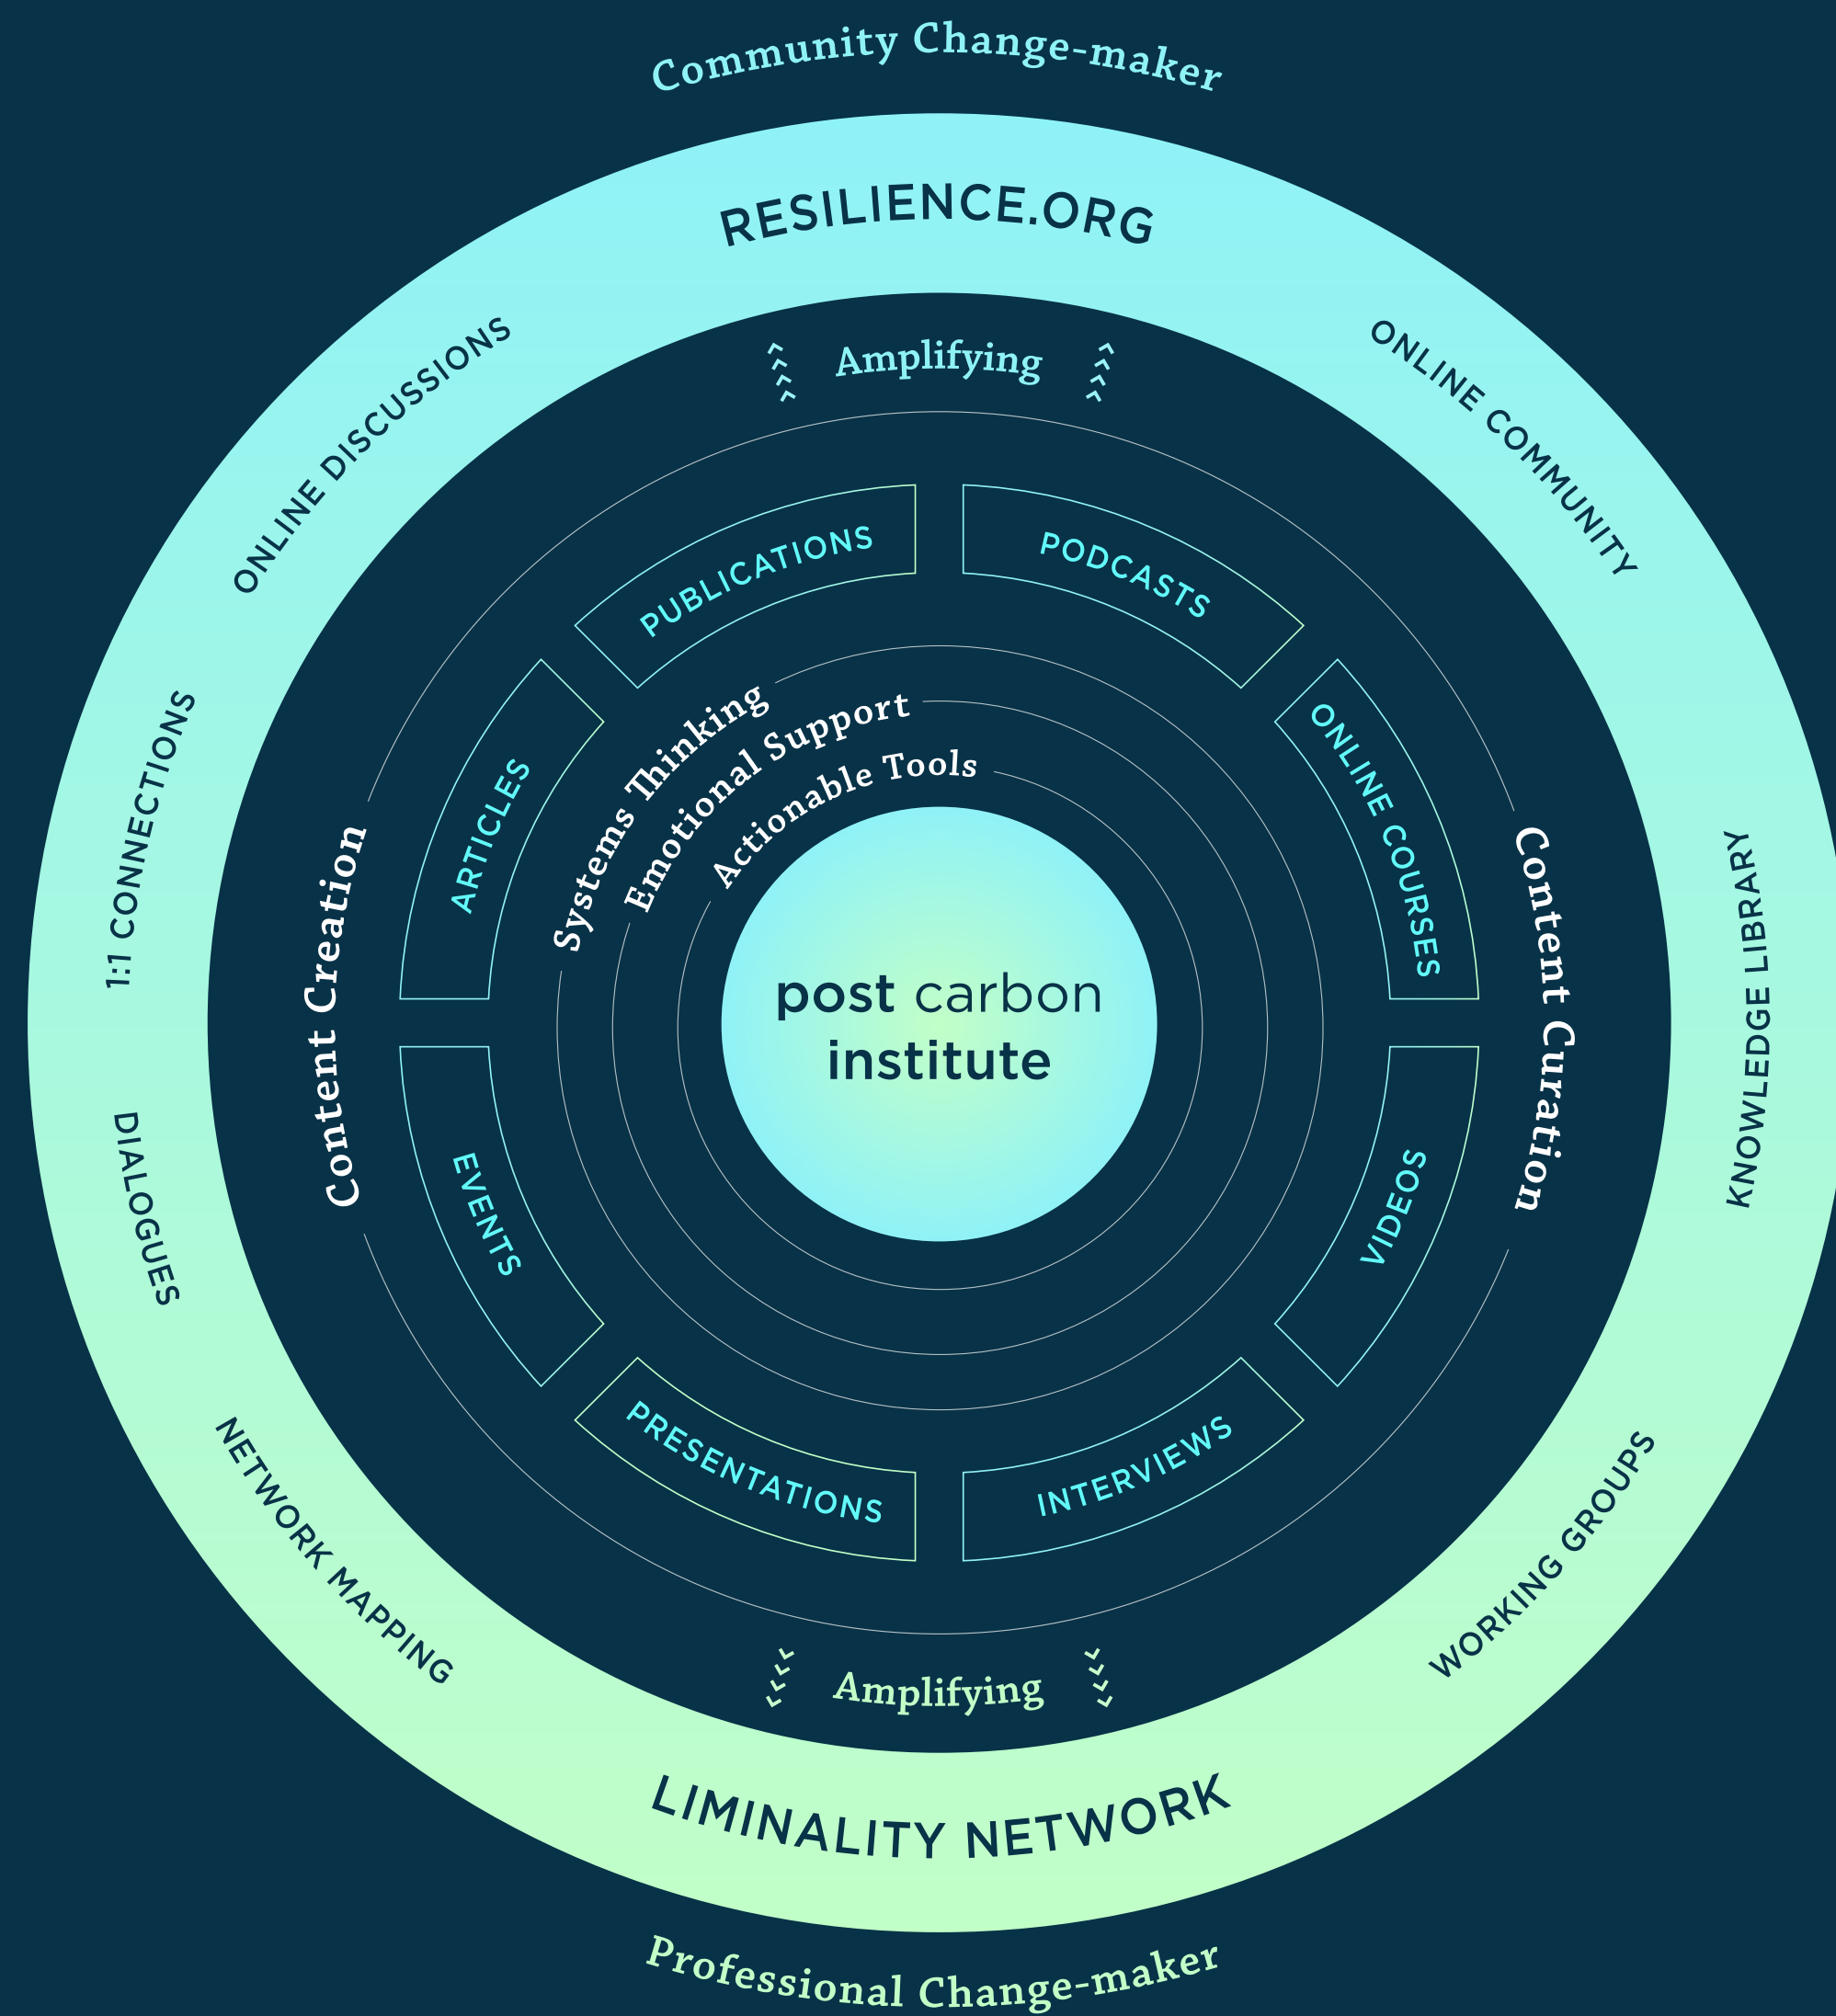 Community Change-maker
RESILIENCE.ORG
ONLINE DISCUSSIONS
ONLINE COMMUNITY
1:1 CONNECTIONS
KNOWLEDGE LIBRARY
DIALOGUES
NETWORK MAPPING
WORKING GROUPS
LIMINALITY NETWORK
Professional Change-maker
Amplifying
Content Creation
Content Curation
Amplifying
PUBLICATIONS
PODCASTS
ARTICLES
ONLINE COURSES
EVENTS
VIDEOS
PRESENTATIONS
INTERVIEWS
Systems Thinking
Emotional Support
Actionable Tools
post carbon
institute